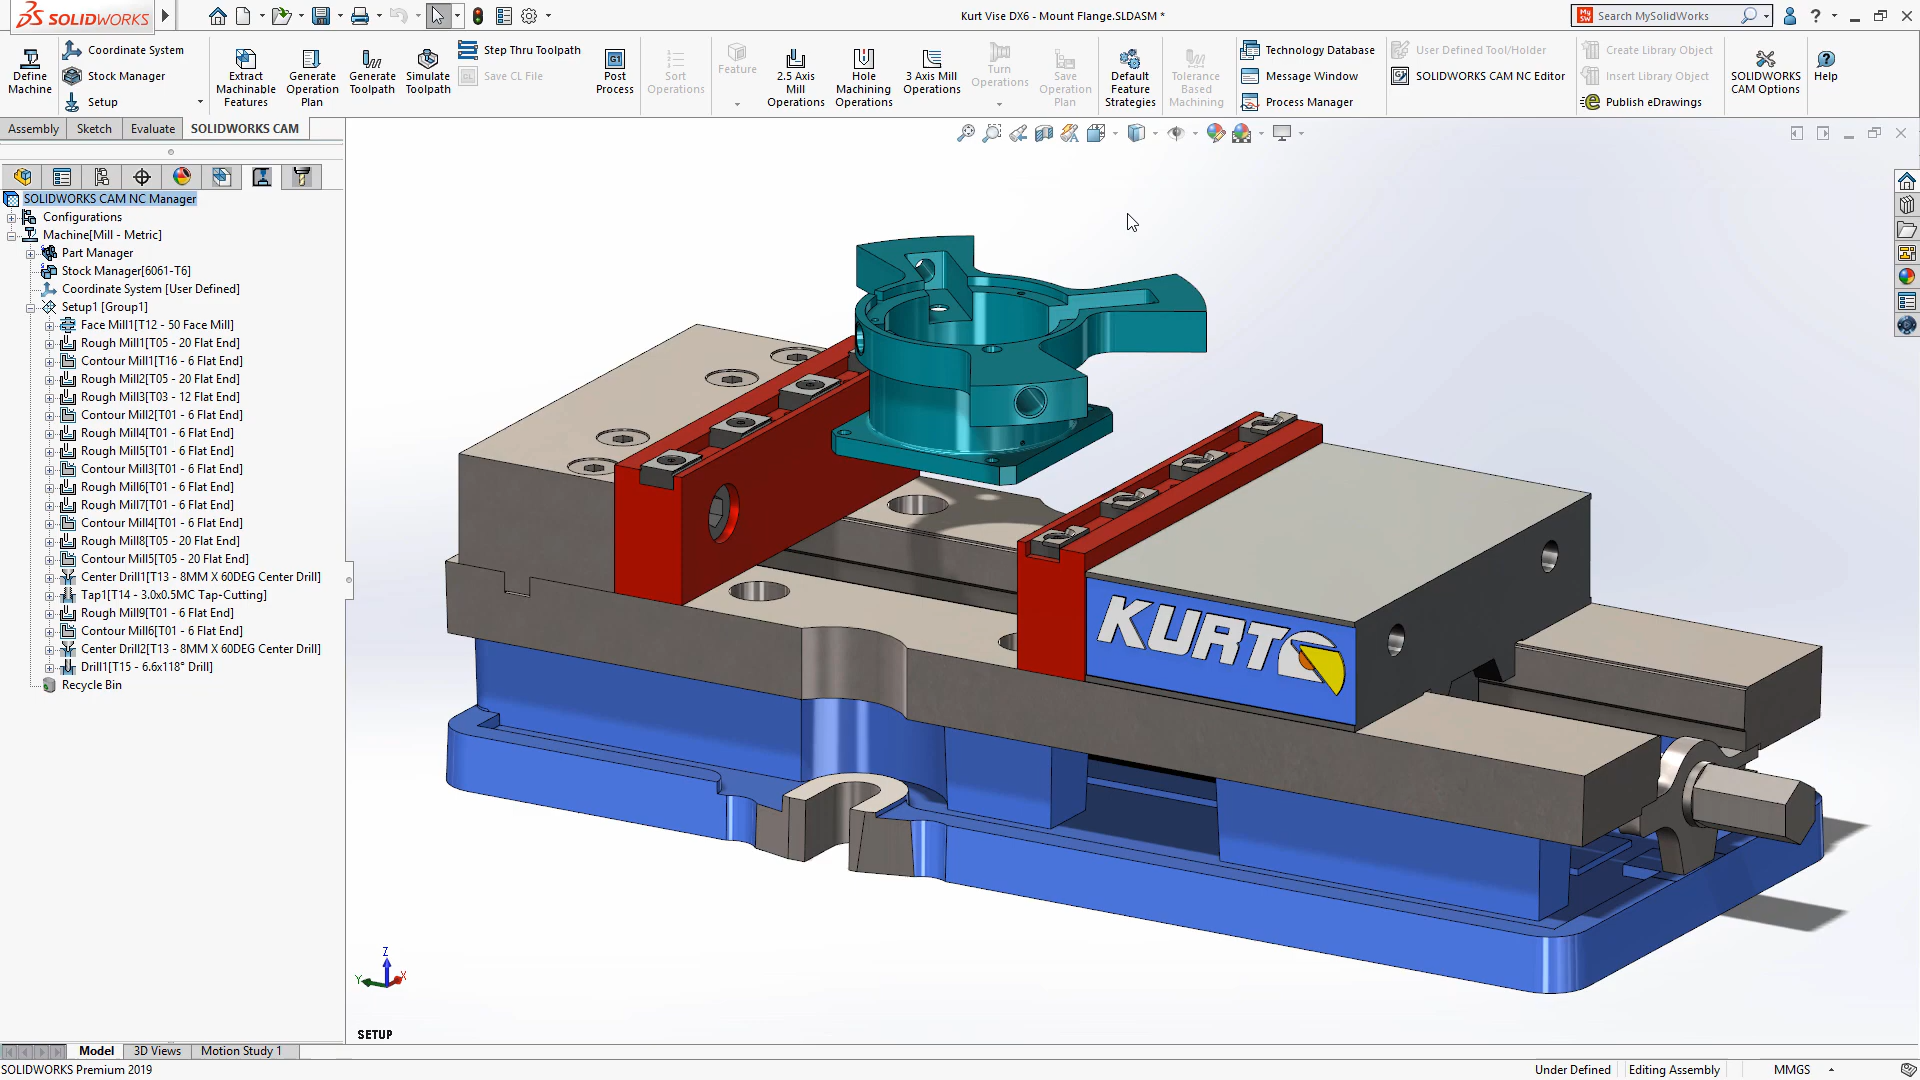 SOLIDWORKS
Kurt Vise DX6 - Mount Flange.SLDASM *
Search MySolidWorks
Define Machine
Coordinate System
Stock Manager
Setup
Extract Machinable Features
Generate Operation Plan
Generate Toolpath
Simulate Toolpath
Step Thru Toolpath
Save CL File
Post Process
Sort Operations
Feature
2.5 Axis Mill Operations
Hole Machining Operations
3 Axis Mill Operations
Turn Operations
Save Operation Plan
Default Feature Strategies
Tolerance Based Machining
Technology Database
Message Window
Process Manager
User Defined Tool/Holder
SOLIDWORKS CAM NC Editor
Create Library Object
Insert Library Object
Publish eDrawings
SOLIDWORKS CAM Options
Help
Assembly
Sketch
Evaluate
SOLIDWORKS CAM
SOLIDWORKS CAM NC Manager
Configurations
Machine[Mill - Metric]
Part Manager
Stock Manager[6061-T6]
Coordinate System [User Defined]
Setup1 [Group1]
Face Mill1[T12 - 50 Face Mill]
Rough Mill1[T05 - 20 Flat End]
Contour Mill1[T16 - 6 Flat End]
Rough Mill2[T05 - 20 Flat End]
Rough Mill3[T03 - 12 Flat End]
Contour Mill2[T01 - 6 Flat End]
Rough Mill4[T01 - 6 Flat End]
Rough Mill5[T01 - 6 Flat End]
Contour Mill3[T01 - 6 Flat End]
Rough Mill6[T01 - 6 Flat End]
Rough Mill7[T01 - 6 Flat End]
Contour Mill4[T01 - 6 Flat End]
Rough Mill8[T05 - 20 Flat End]
Contour Mill5[T05 - 20 Flat End]
Center Drill1[T13 - 8MM X 60DEG Center Drill]
Tap1[T14 - 3.0x0.5MC Tap-Cutting]
Rough Mill9[T01 - 6 Flat End]
Contour Mill6[T01 - 6 Flat End]
Center Drill2[T13 - 8MM X 60DEG Center Drill]
Drill1[T15 - 6.6x118° Drill]
Recycle Bin
KURT
Z
Y
X
SETUP
Model
3D Views
Motion Study 1
SOLIDWORKS Premium 2019
Under Defined
Editing Assembly
MMGS